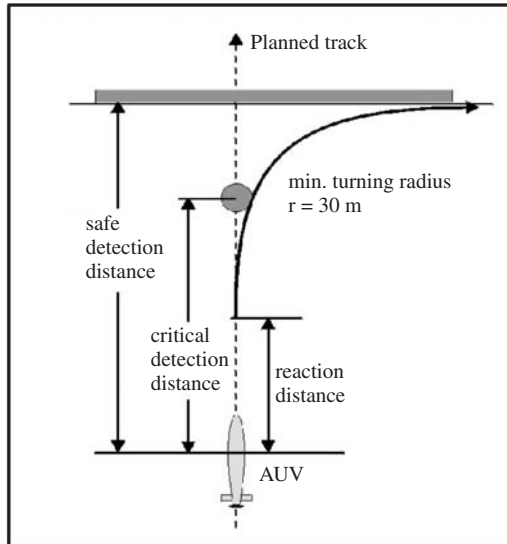 Planned track
min. turning radius
r = 30 m
safe
detection
distance
critical
detection
distance
reaction
distance
AUV